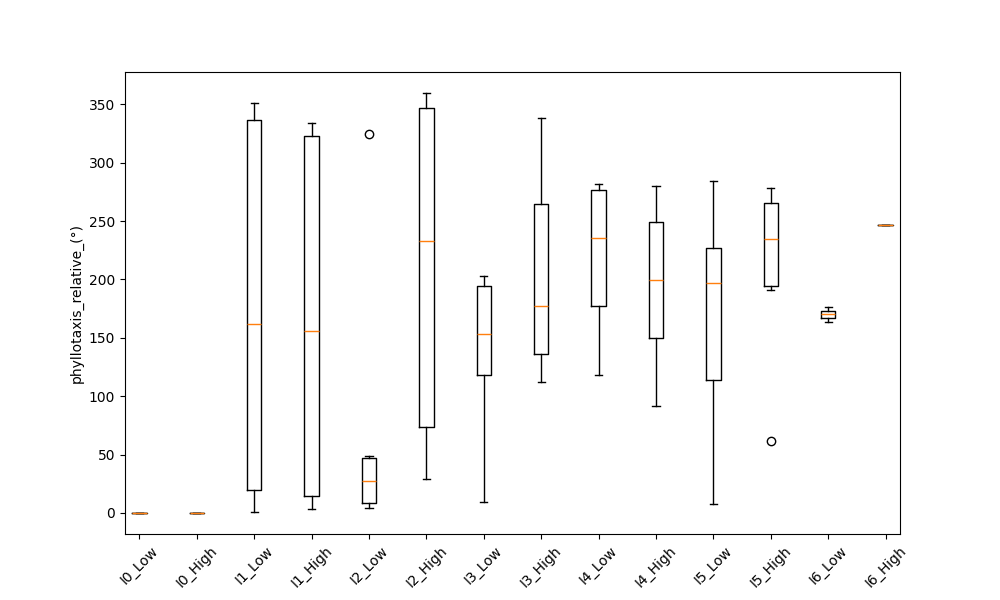 phyllotaxis_relative_(°)
350
300
250
200
150
100
50
0
I0_Low
I0_High
I1_Low
I1_High
I2_Low
I2_High
I3_Low
I3_High
I4_Low
I4_High
I5_Low
I5_High
I6_Low
I6_High